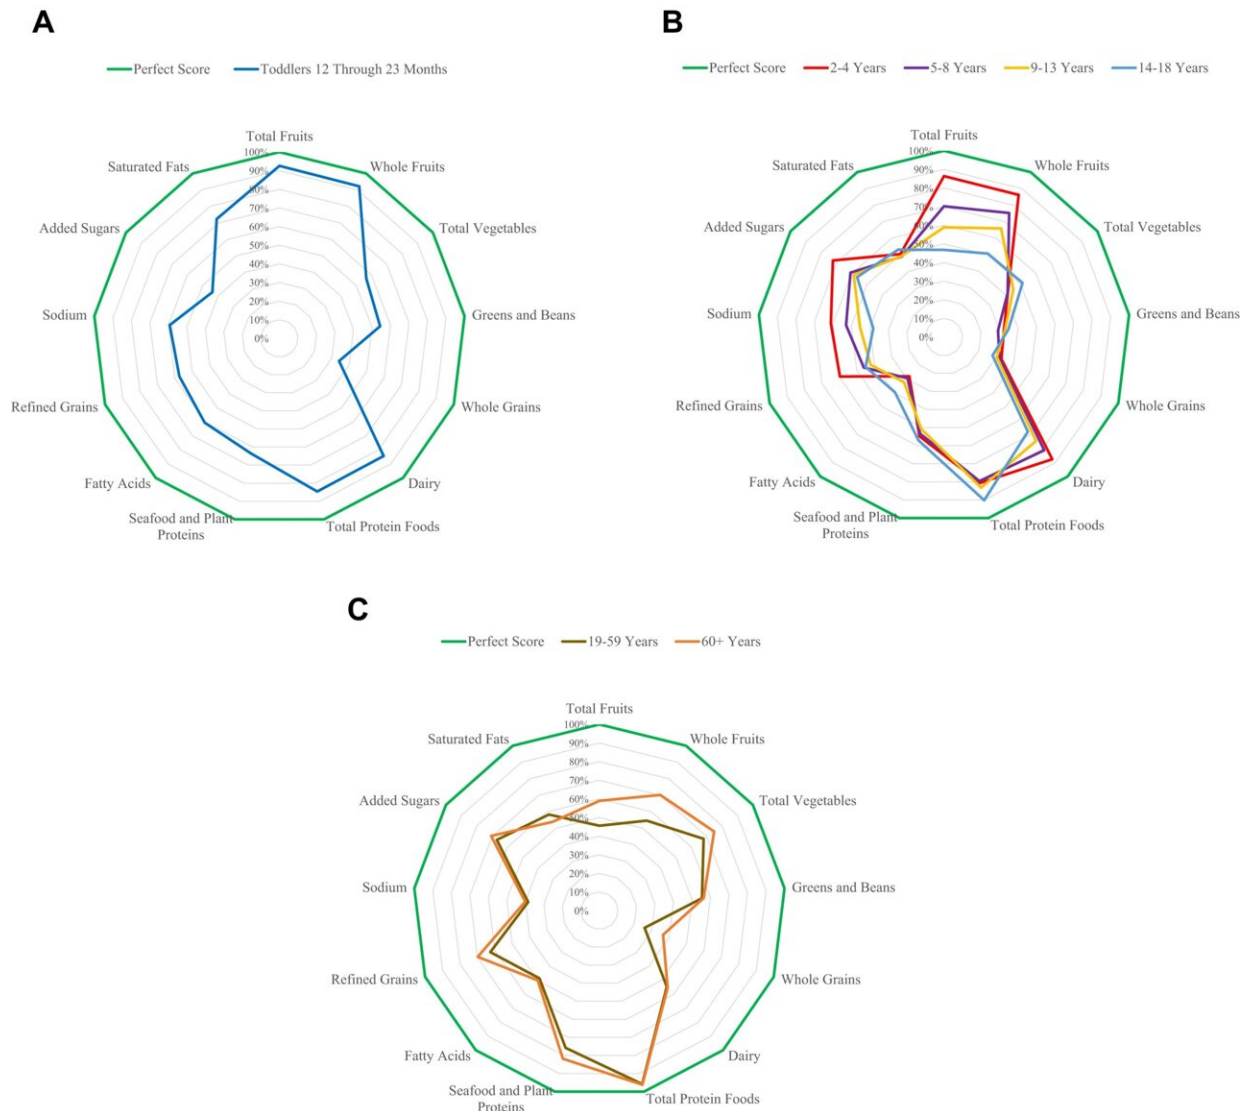 A
Perfect Score Toddlers 12 Through 23 Months
Total Fruits
Saturated Fats Whole Fruits
Added Sugars Total Vegetables
Sodium Greens and Beans
Refined Grains Whole Grains
Fatty Acids Dairy
Seafood and Plant
Proteins
Total Protein Foods
100%
90%
80%
70%
60%
50%
40%
30%
20%
10%
0%
B
Perfect Score 2-4 Years 5-8 Years 9-13 Years 14-18 Years
Total Fruits
Saturated Fats Whole Fruits
Added Sugars Total Vegetables
Sodium Greens and Beans
Refined Grains Whole Grains
Fatty Acids Dairy
Seafood and Plant
Proteins
Total Protein Foods
100%
90%
80%
70%
60%
50%
40%
30%
20%
10%
0%
C
Perfect Score 19-59 Years 60+ Years
Total Fruits
Saturated Fats Whole Fruits
Added Sugars Total Vegetables
Sodium Greens and Beans
Refined Grains Whole Grains
Fatty Acids Dairy
Seafood and Plant
Proteins
Total Protein Foods
100%
90%
80%
70%
60%
50%
40%
30%
20%
10%
0%